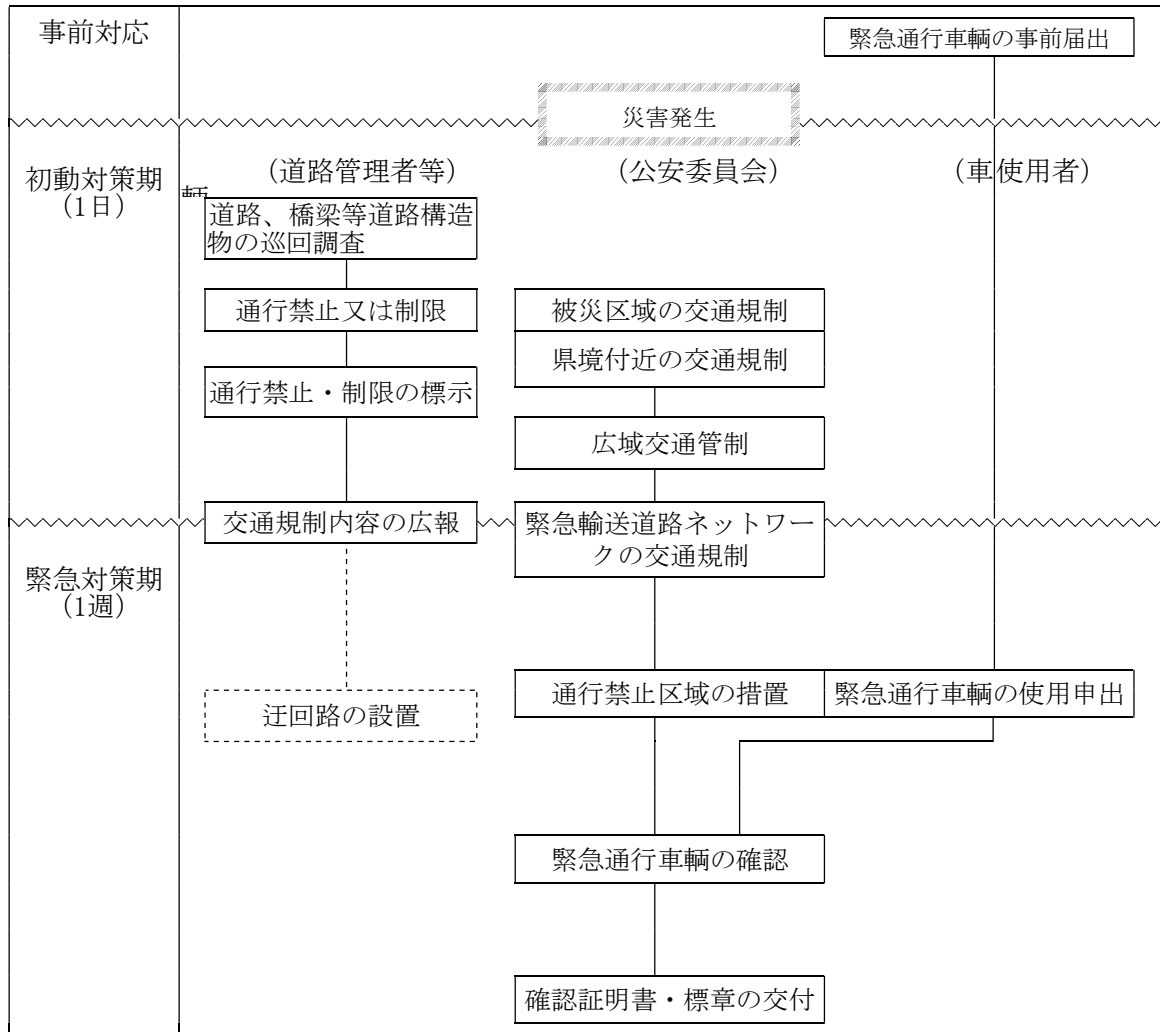 事前対応
緊急通行車輌の事前届出
災害発生
初動対策期
(1日)
(道路管理者等)
(公安委員会)
(車使用者)
輌
道路、橋梁等道路構造
物の巡回調査
通行禁止又は制限
被災区域の交通規制
県境付近の交通規制
通行禁止・制限の標示
広域交通管制
交通規制内容の広報
緊急輸送道路ネットワー
クの交通規制
緊急対策期
(1週)
迂回路の設置
通行禁止区域の措置
緊急通行車輌の使用申出
緊急通行車輌の確認
確認証明書・標章の交付